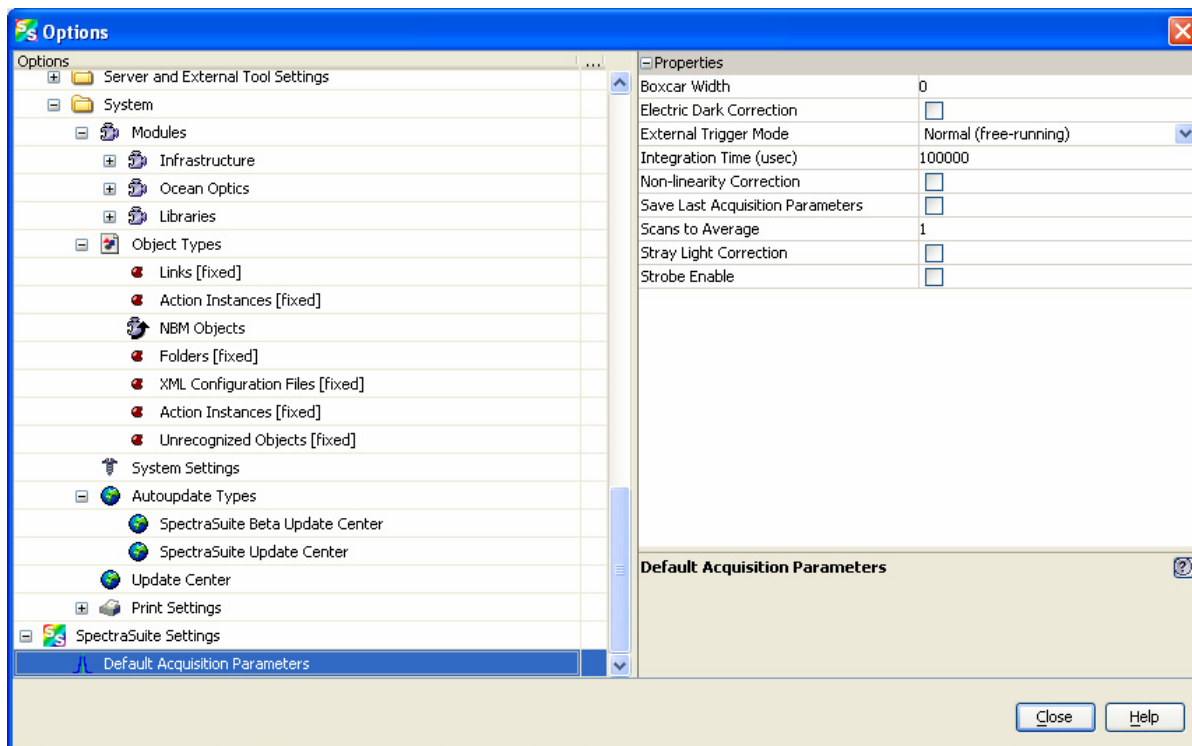 Options
Options ...
Server and External Tool Settings
System
Modules
Infrastructure
Ocean Optics
Libraries
Object Types
Links [fixed]
Action Instances [fixed]
NBM Objects
Folders [fixed]
XML Configuration Files [fixed]
Action Instances [fixed]
Unrecognized Objects [fixed]
System Settings
Autoupdate Types
SpectraSuite Beta Update Center
SpectraSuite Update Center
Update Center
Print Settings
SpectraSuite Settings
Default Acquisition Parameters
Properties
Boxcar Width 0
Electric Dark Correction
External Trigger Mode Normal (free-running)
Integration Time (usec) 100000
Non-linearity Correction
Save Last Acquisition Parameters
Scans to Average 1
Stray Light Correction
Strobe Enable
Default Acquisition Parameters ?
Close Help